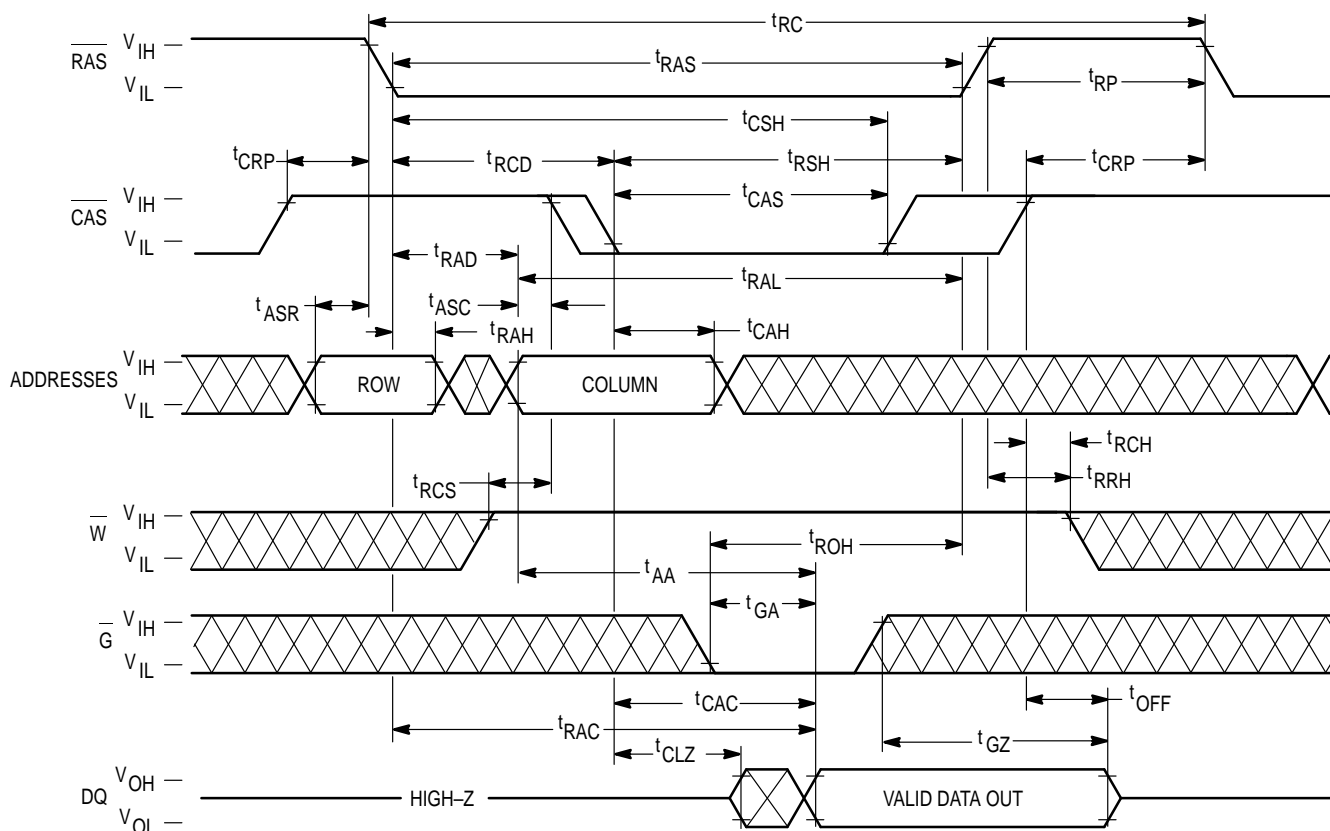 tRC
RAS VIH
VIL
tRAS
tRP
tCSH
tCRP tRCD tRSH tCRP
tCAS
CAS VIH
VIL
tRAD
tRAL
tASR tASC
tRAH tCAH
ADDRESSES VIH
VIL
ROW COLUMN
tRCH
tRCS tRRH
W VIH
VIL
tROH
tAA
tGA
G VIH
VIL
tCAC tOFF
tRAC
tCLZ tGZ
DQ VOH
VOL
HIGH–Z VALID DATA OUT